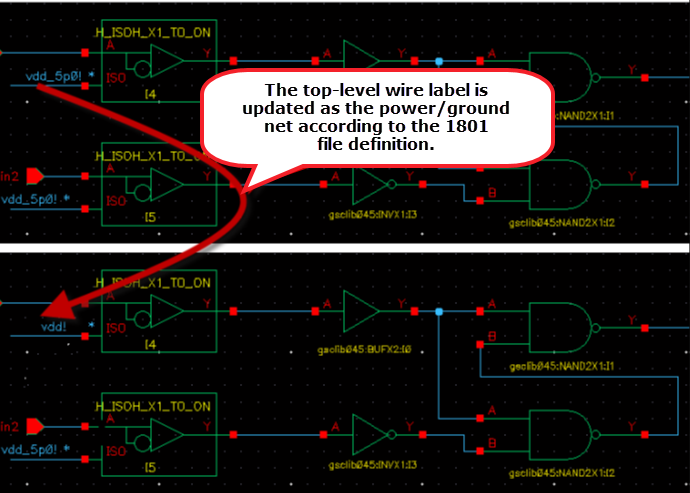 H_ISOH_X1_TO_ON
A
Y
A
Y
A
Y
vdd_5p0! *
ISO
I4
The top-level wire label is
updated as the power/ground
net according to the 1801
file definition.
:NAND2X1:I1
H_ISOH_X1_TO_ON
in2
A
Y
A
Y
Y
B
vdd_5p0! *
ISO
I5
gsclib045:INVX1:I3
gsclib045:NAND2X1:I2
H_ISOH_X1_TO_ON
A
Y
A
Y
A
Y
vdd! *
ISO
B
I4
gsclib045:BUFX2:I0
gsclib045:NAND2X1:I1
H_ISOH_X1_TO_ON
in2
A
Y
A
Y
A
Y
B
vdd_5p0! *
ISO
I5
gsclib045:INVX1:I3
gsclib045:NAND2X1:I2